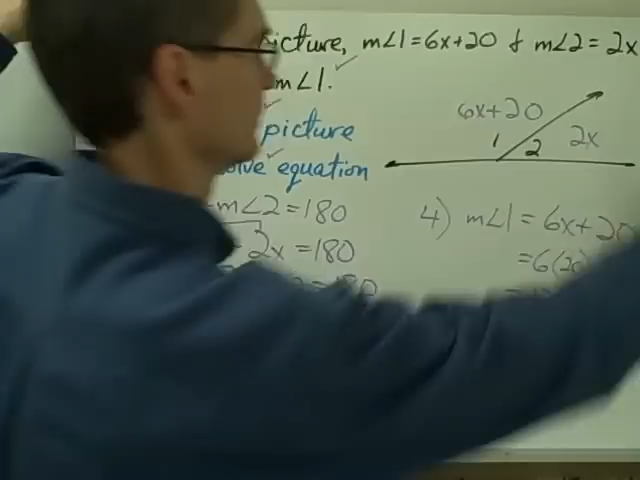 picture, m∠1=6x+20 & m∠2=2x
m∠1.
picture
solve equation
6x+20
1 2 2x
m∠2=180
2x=180
=180
4) m∠1=6x+20
=6(20)